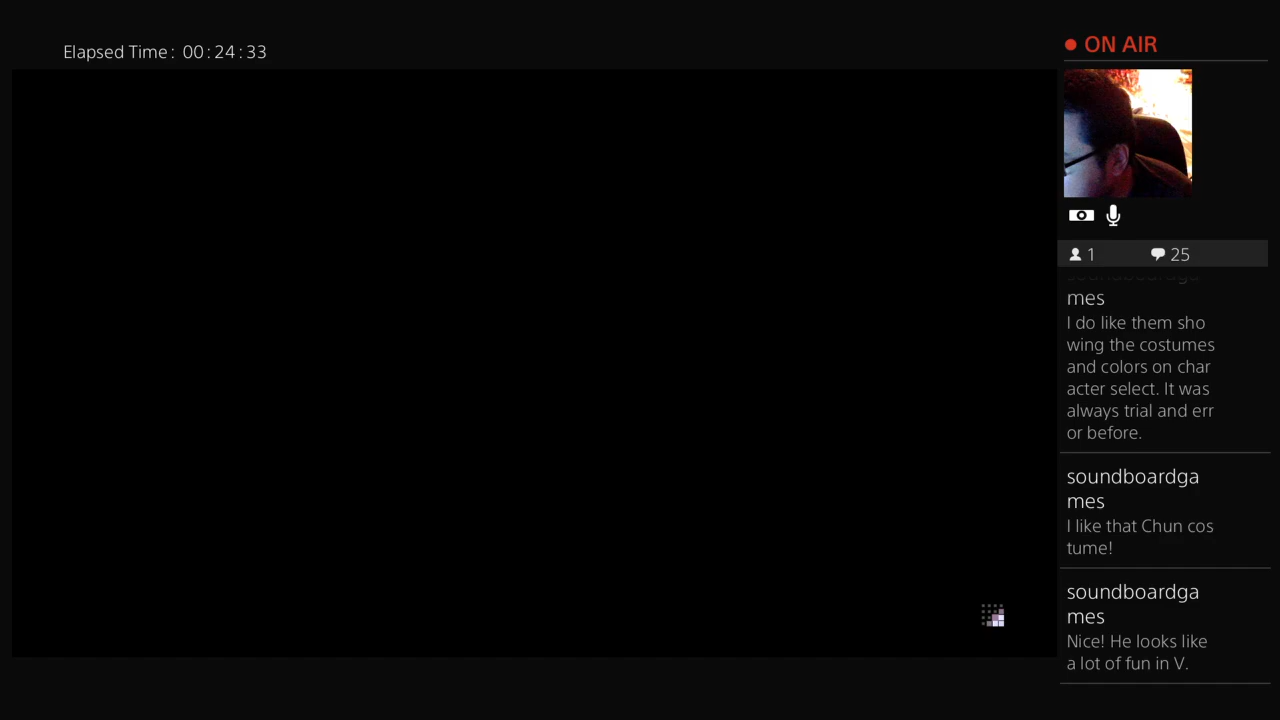 Elapsed Time: 00:24:33
ON AIR
1
25
mes
I do like them sho
wing the costumes
and colors on char
acter select. It was
always trial and err
or before.
soundboardga
mes
I like that Chun cos
tume!
soundboardga
mes
Nice! He looks like
a lot of fun in V.